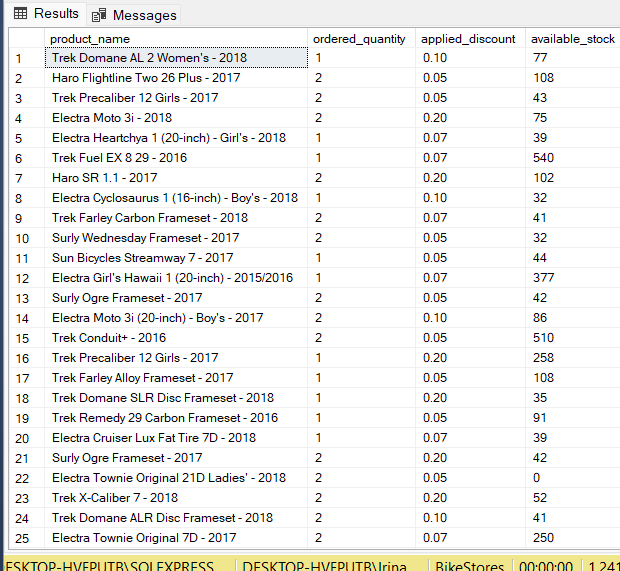 Results Messages
product_name ordered_quantity applied_discount available_stock
1 Trek Domane AL 2 Women's - 2018 1 0.10 77
2 Haro Flightline Two 26 Plus - 2017 2 0.05 108
3 Trek Precaliber 12 Girls - 2017 2 0.05 43
4 Electra Moto 3i - 2018 2 0.20 75
5 Electra Heartchya 1 (20-inch) - Girl's - 2018 1 0.07 39
6 Trek Fuel EX 8 29 - 2016 1 0.07 540
7 Haro SR 1.1 - 2017 2 0.20 102
8 Electra Cyclosaurus 1 (16-inch) - Boy's - 2018 1 0.10 32
9 Trek Farley Carbon Frameset - 2018 2 0.07 41
10 Surly Wednesday Frameset - 2017 2 0.05 32
11 Sun Bicycles Streamway 7 - 2017 1 0.05 44
12 Electra Girl's Hawaii 1 (20-inch) - 2015/2016 1 0.07 377
13 Surly Ogre Frameset - 2017 2 0.05 42
14 Electra Moto 3i (20-inch) - Boy's - 2017 2 0.10 86
15 Trek Conduit+ - 2016 2 0.05 510
16 Trek Precaliber 12 Girls - 2017 1 0.20 258
17 Trek Farley Alloy Frameset - 2017 1 0.05 108
18 Trek Domane SLR Disc Frameset - 2018 1 0.20 35
19 Trek Remedy 29 Carbon Frameset - 2016 1 0.05 91
20 Electra Cruiser Lux Fat Tire 7D - 2018 1 0.07 39
21 Surly Ogre Frameset - 2017 2 0.20 42
22 Electra Townie Original 21D Ladies' - 2018 2 0.05 0
23 Trek X-Caliber 7 - 2018 2 0.20 52
24 Trek Domane ALR Disc Frameset - 2018 2 0.10 41
25 Electra Townie Original 7D - 2017 2 0.07 250
ESKTOP-HVFPUTB\SQLEXPRESS DESKTOP-HVFPUTB\Irina BikeStores 00:00:00 1,241